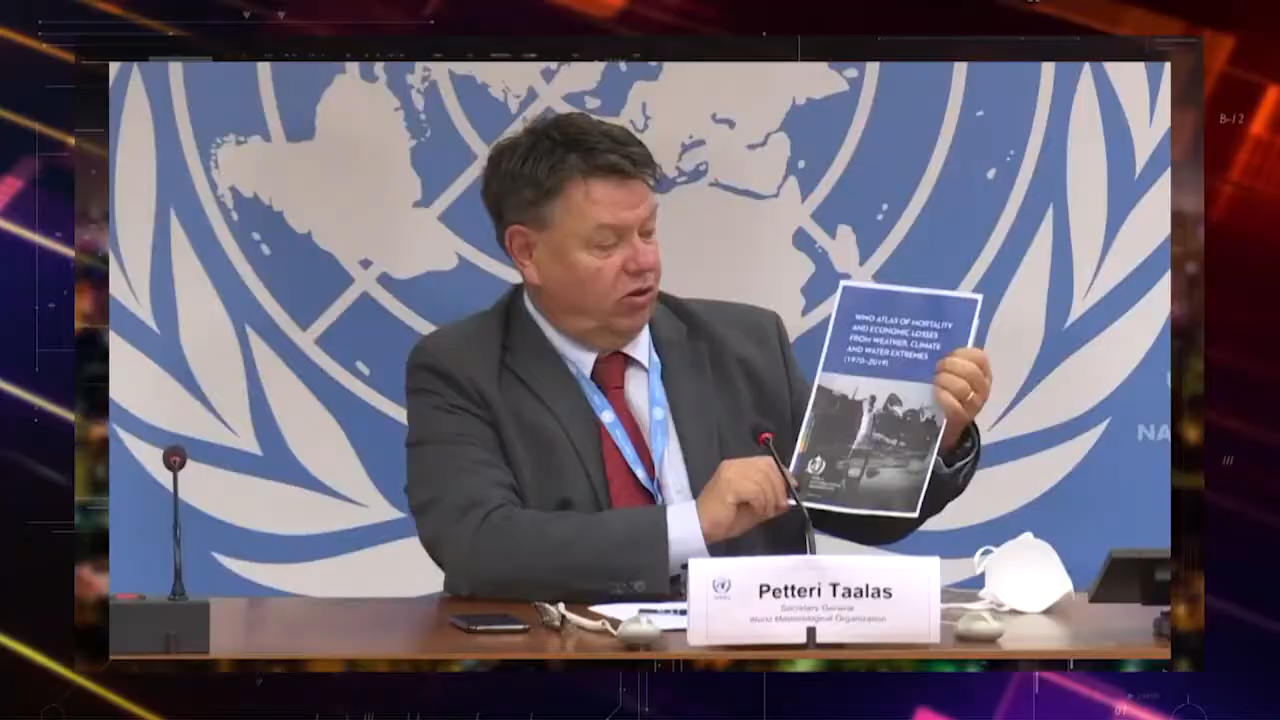 B-12
WMO ATLAS OF MORTALITY
AND ECONOMIC LOSSES
FROM WEATHER, CLIMATE
AND WATER EXTREMES
(1970–2019)
NA
Petteri Taalas
Secretary General
World Meteorological Organization
01